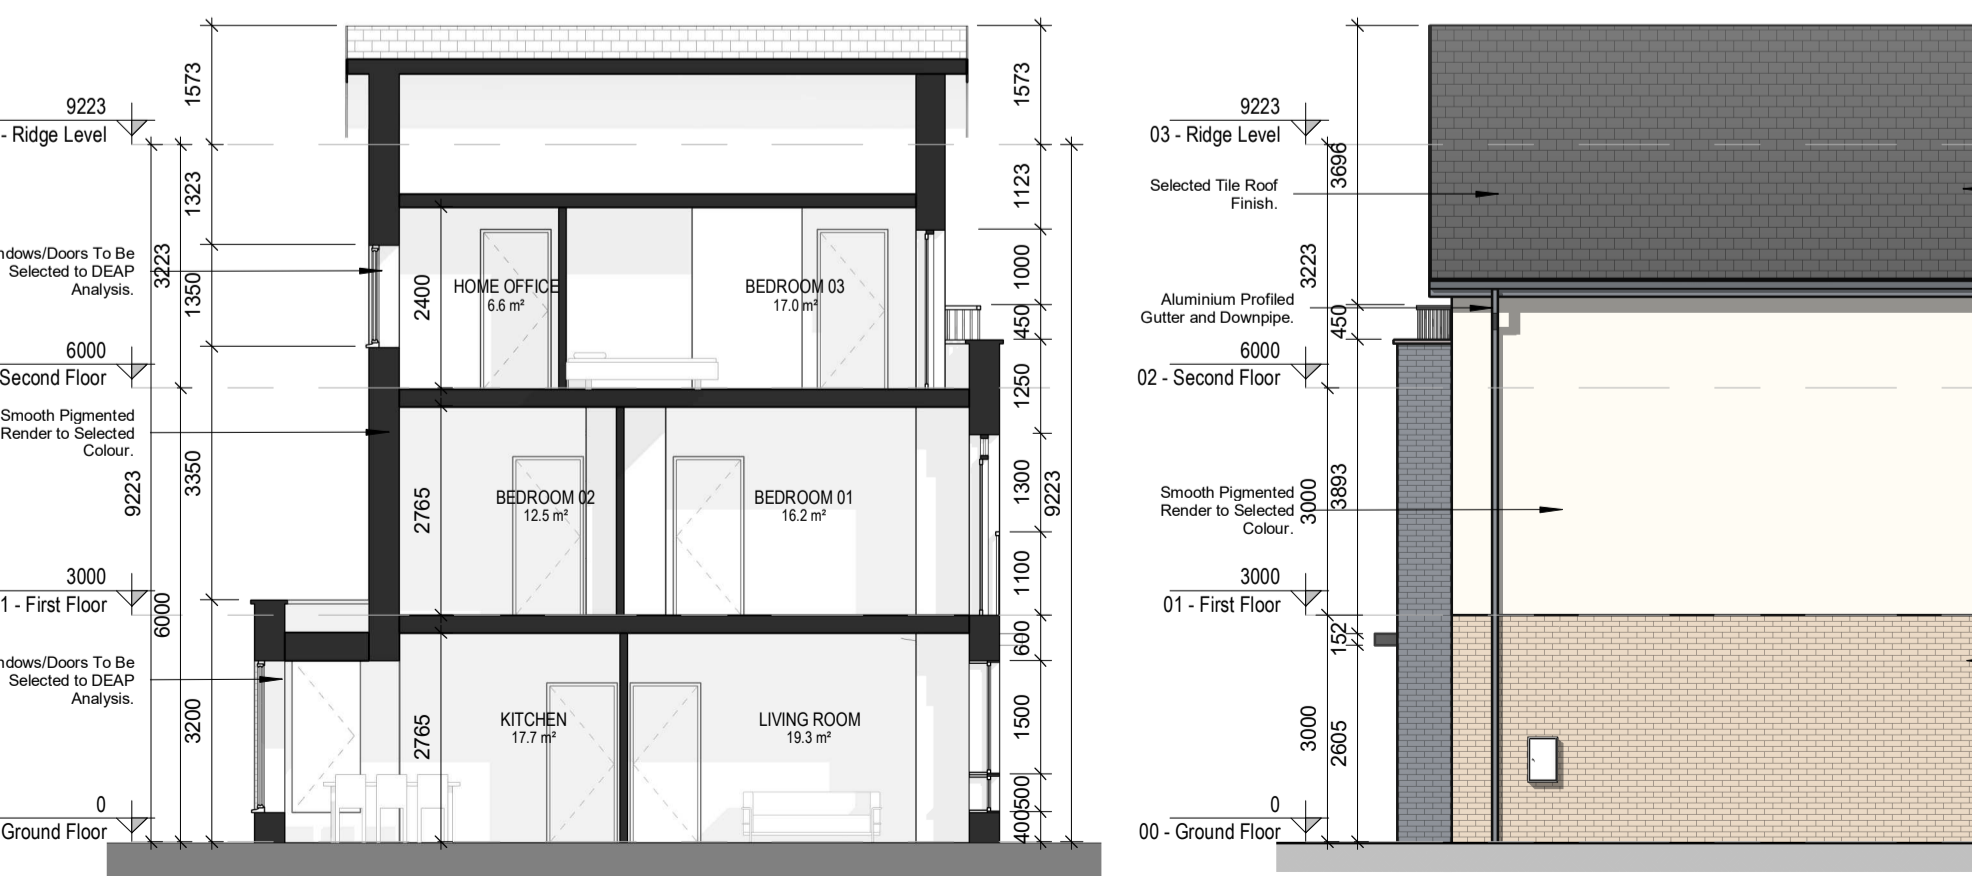 1573
9223
- Ridge Level
1323
ndows/Doors To Be
Selected to DEAP
Analysis.
3223
1350
6000
Second Floor
Smooth Pigmented
Render to Selected
Colour.
9223
3350
3000
1 - First Floor
6000
ndows/Doors To Be
Selected to DEAP
Analysis.
3200
0
Ground Floor
2400
HOME OFFICE
6.6 m²
BEDROOM 03
17.0 m²
2765
BEDROOM 02
12.5 m²
BEDROOM 01
16.2 m²
2765
KITCHEN
17.7 m²
LIVING ROOM
19.3 m²
1573
1123
1000
450
1250
1300
9223
1100
600
1500
500
400
9223
03 - Ridge Level
3696
Selected Tile Roof
Finish.
3223
Aluminium Profiled
Gutter and Downpipe.
450
6000
02 - Second Floor
Smooth Pigmented
Render to Selected
Colour.
3000
3893
3000
01 - First Floor
152
3000
2605
0
00 - Ground Floor